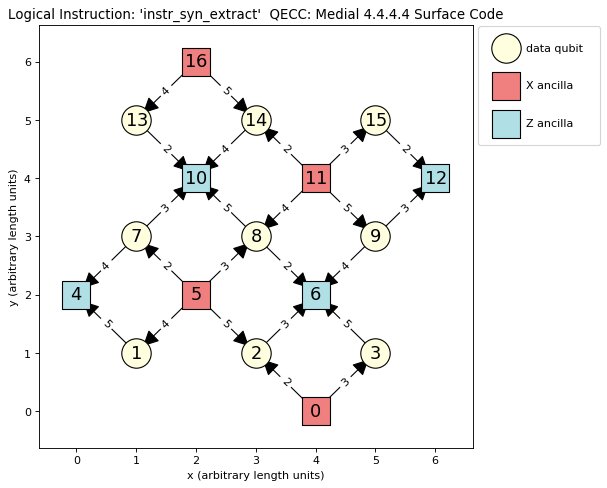 Logical Instruction: 'instr_syn_extract'  QECC: Medial 4.4.4.4 Surface Code
data qubit
X ancilla
Z ancilla
y (arbitrary length units)
6
5
4
3
2
1
0
16
4 5
13 14 15
2 4 2 3 2
10 11 12
3 5 4 5 3
7 8 9
4 2 3 2 4
4 5 6
5 4 5 3 5
1 2 3
2 3
0
0 1 2 3 4 5 6
x (arbitrary length units)